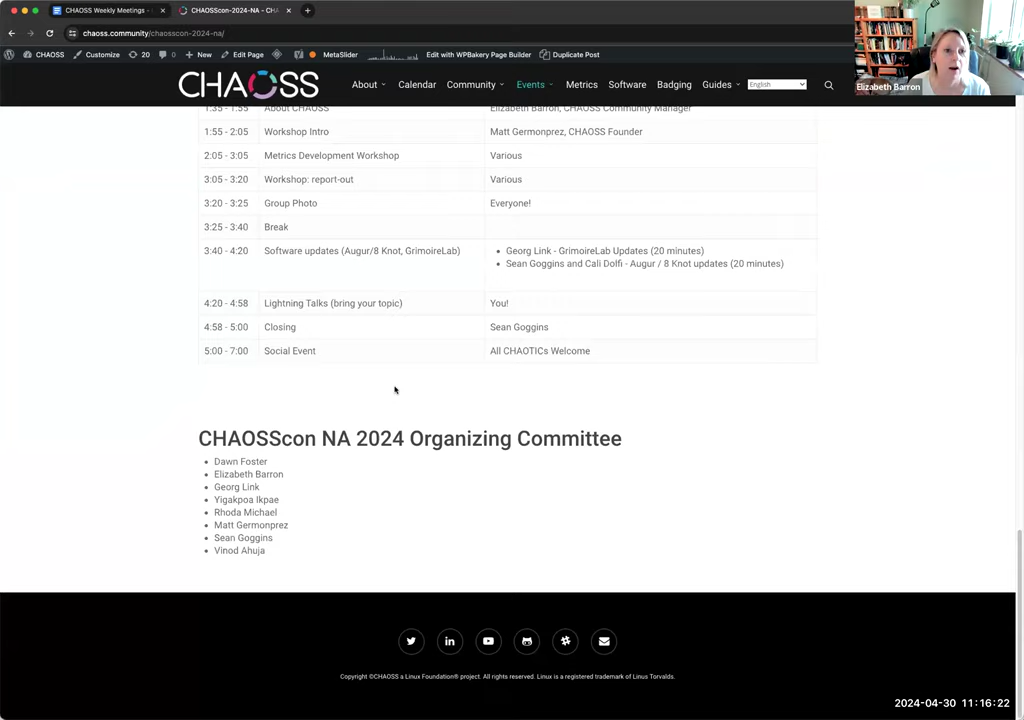 CHAOSS Weekly Meetings -
CHAOSScon-2024-NA - CHA
chaoss.community/chaosscon-2024-na/
CHAOSS Customize 20 0 New Edit Page MetaSlider Edit with WPBakery Page Builder Duplicate Post
CHAOSS About Calendar Community Events Metrics Software Badging Guides English
Elizabeth Barron
1:35 - 1:55 About CHAOSS Elizabeth Barron, CHAOSS Community Manager
1:55 - 2:05 Workshop Intro Matt Germonprez, CHAOSS Founder
2:05 - 3:05 Metrics Development Workshop Various
3:05 - 3:20 Workshop: report-out Various
3:20 - 3:25 Group Photo Everyone!
3:25 - 3:40 Break
3:40 - 4:20 Software updates (Augur/8 Knot, GrimoireLab) • Georg Link - GrimoireLab Updates (20 minutes)
• Sean Goggins and Cali Dolfi - Augur / 8 Knot updates (20 minutes)
4:20 - 4:58 Lightning Talks (bring your topic) You!
4:58 - 5:00 Closing Sean Goggins
5:00 - 7:00 Social Event All CHAOTICs Welcome
CHAOSScon NA 2024 Organizing Committee
• Dawn Foster
• Elizabeth Barron
• Georg Link
• Yigakpoa Ikpae
• Rhoda Michael
• Matt Germonprez
• Sean Goggins
• Vinod Ahuja
Copyright ©CHAOSS a Linux Foundation® project. All rights reserved. Linux is a registered trademark of Linus Torvalds.
2024-04-30 11:16:22